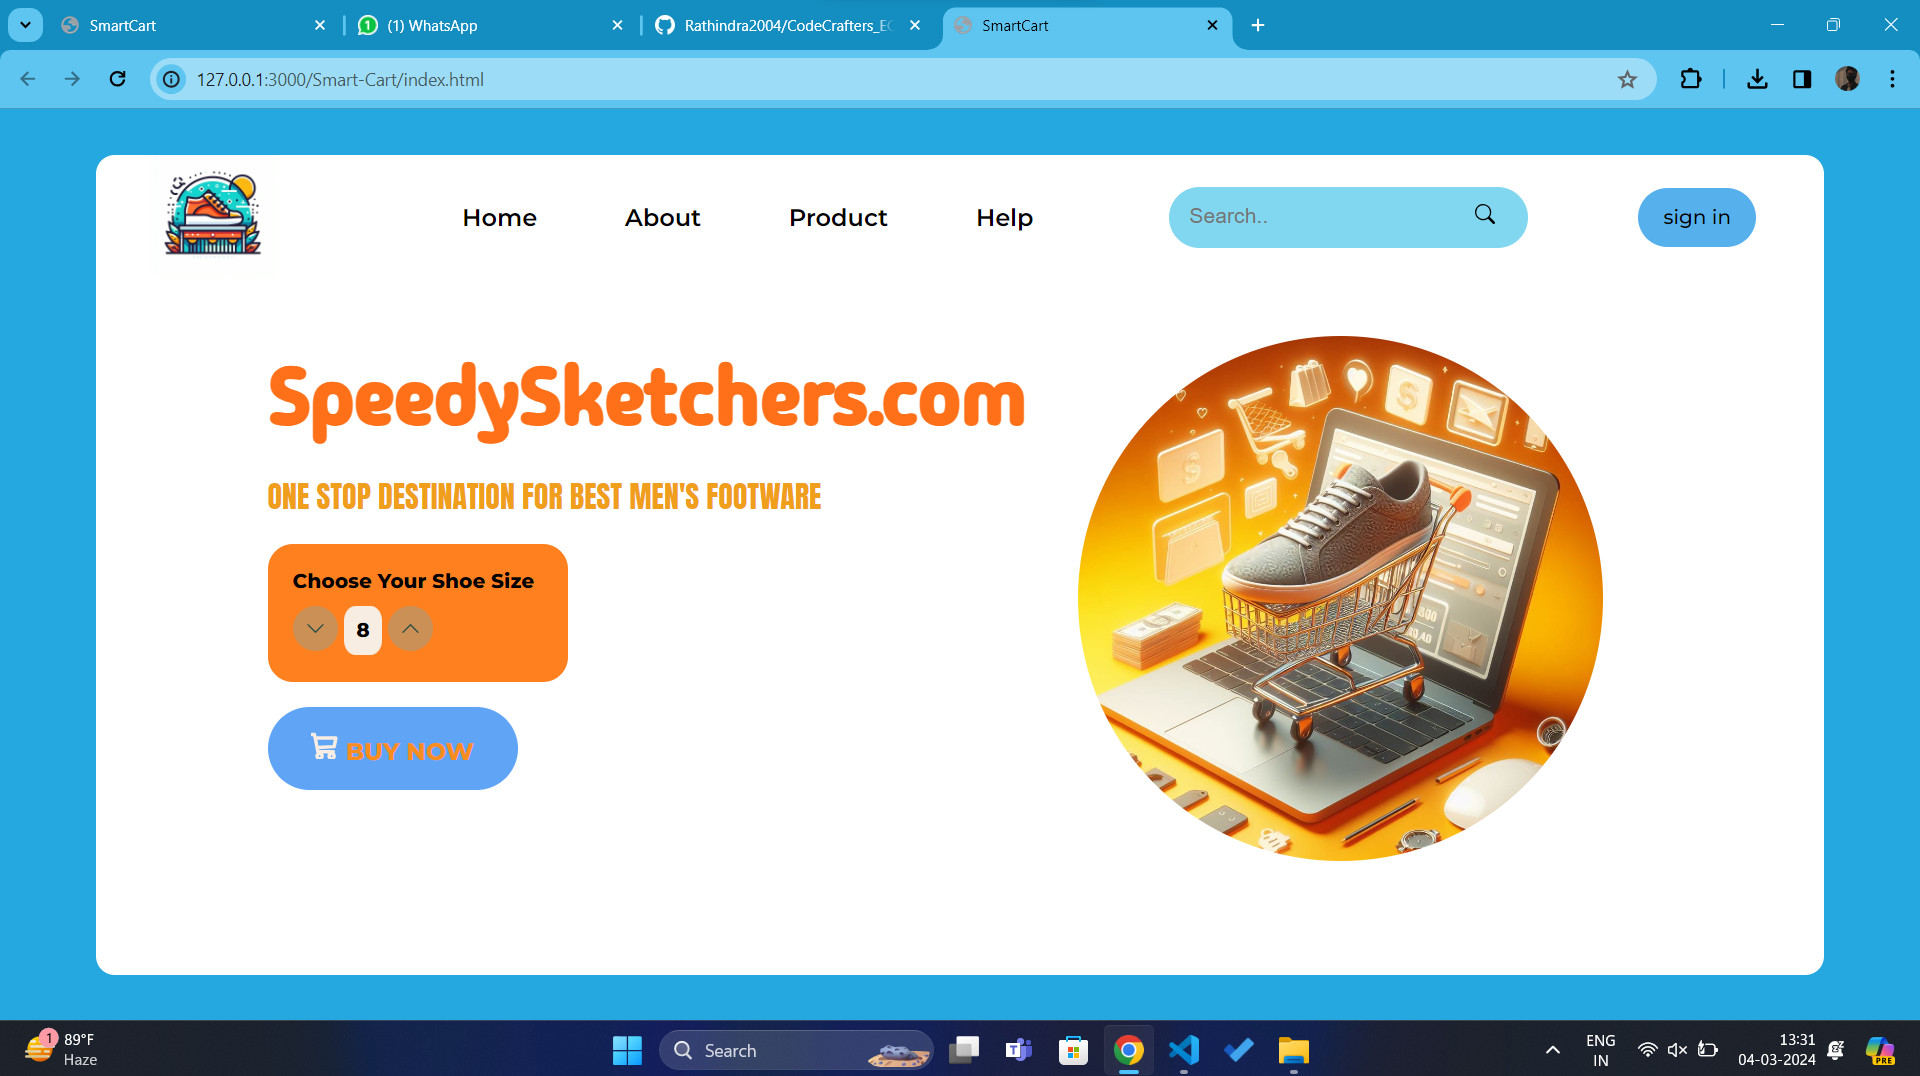 SmartCart
(1) WhatsApp
Rathindra2004/CodeCrafters_EC
SmartCart
127.0.0.1:3000/Smart-Cart/index.html
Home
About
Product
Help
Search..
sign in
SpeedySketchers.com
ONE STOP DESTINATION FOR BEST MEN'S FOOTWARE
Choose Your Shoe Size
8
BUY NOW
1
89°F
Haze
Search
ENG
IN
13:31
04-03-2024
PRE